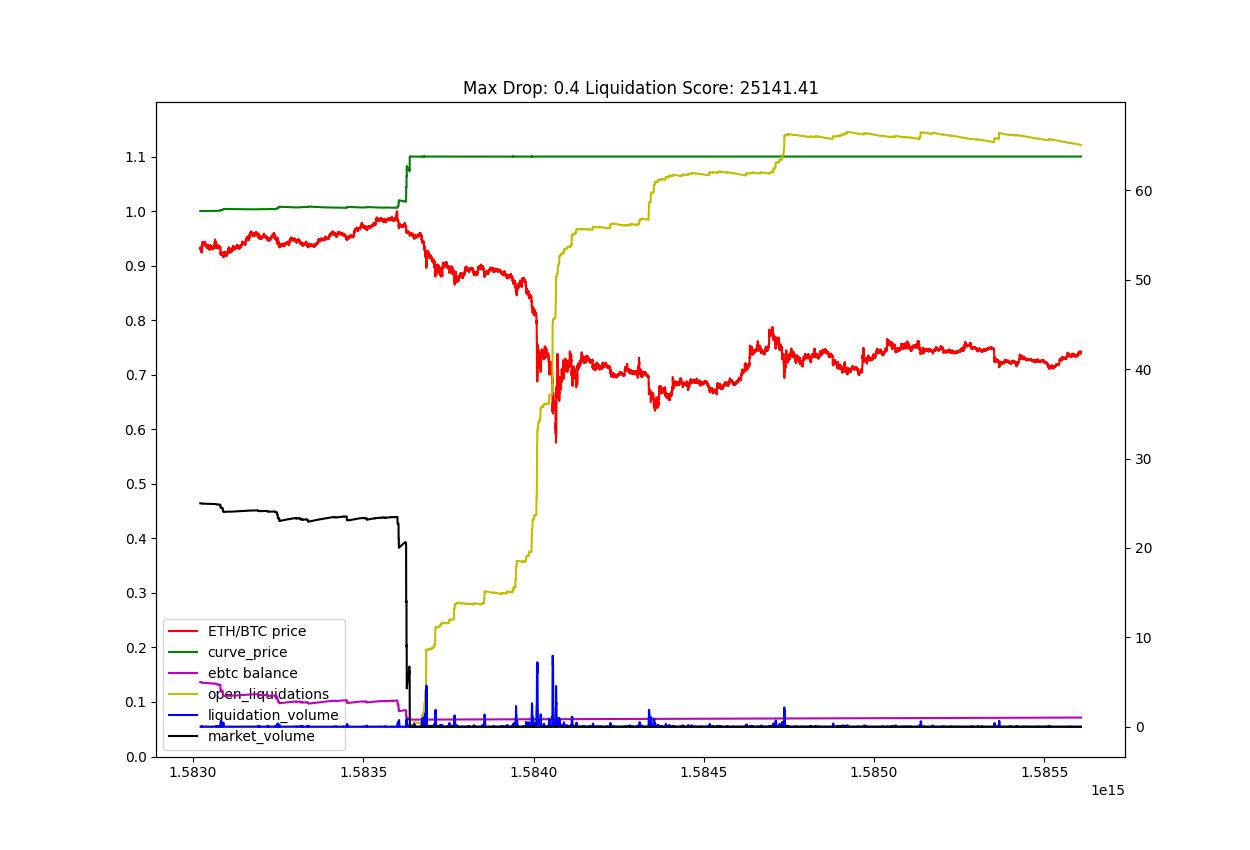 Max Drop: 0.4 Liquidation Score: 25141.41
1.1
1.0
0.9
0.8
0.7
0.6
0.5
0.4
0.3
0.2
0.1
0.0
ETH/BTC price
curve_price
ebtc balance
open_liquidations
liquidation_volume
market_volume
60
50
40
30
20
10
0
1.5830 1.5835 1.5840 1.5845 1.5850 1.5855
1e15